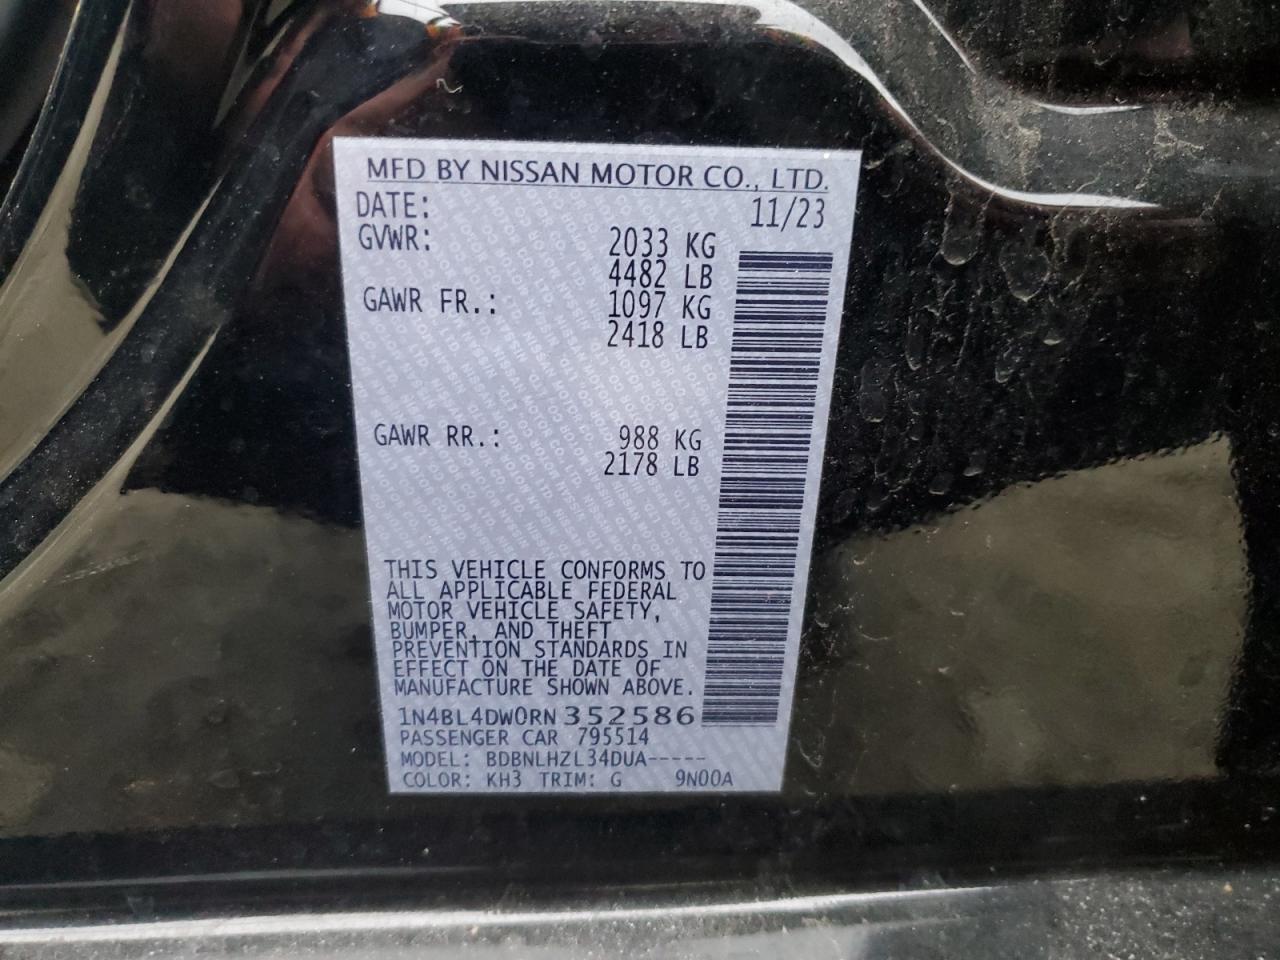 MFD BY NISSAN MOTOR CO., LTD.
DATE: 11/23
GVWR: 2033 KG
4482 LB
GAWR FR.: 1097 KG
2418 LB
GAWR RR.: 988 KG
2178 LB
THIS VEHICLE CONFORMS TO
ALL APPLICABLE FEDERAL
MOTOR VEHICLE SAFETY,
BUMPER, AND THEFT
PREVENTION STANDARDS IN
EFFECT ON THE DATE OF
MANUFACTURE SHOWN ABOVE.
1N4BL4DW0RN352586
PASSENGER CAR 795514
MODEL: BDBNLHZL34DUA-----
COLOR: KH3 TRIM: G 9N00A